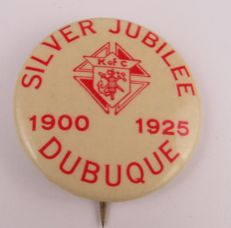 SILVER JUBILEE
K of C
1900 1925
DUBUQUE